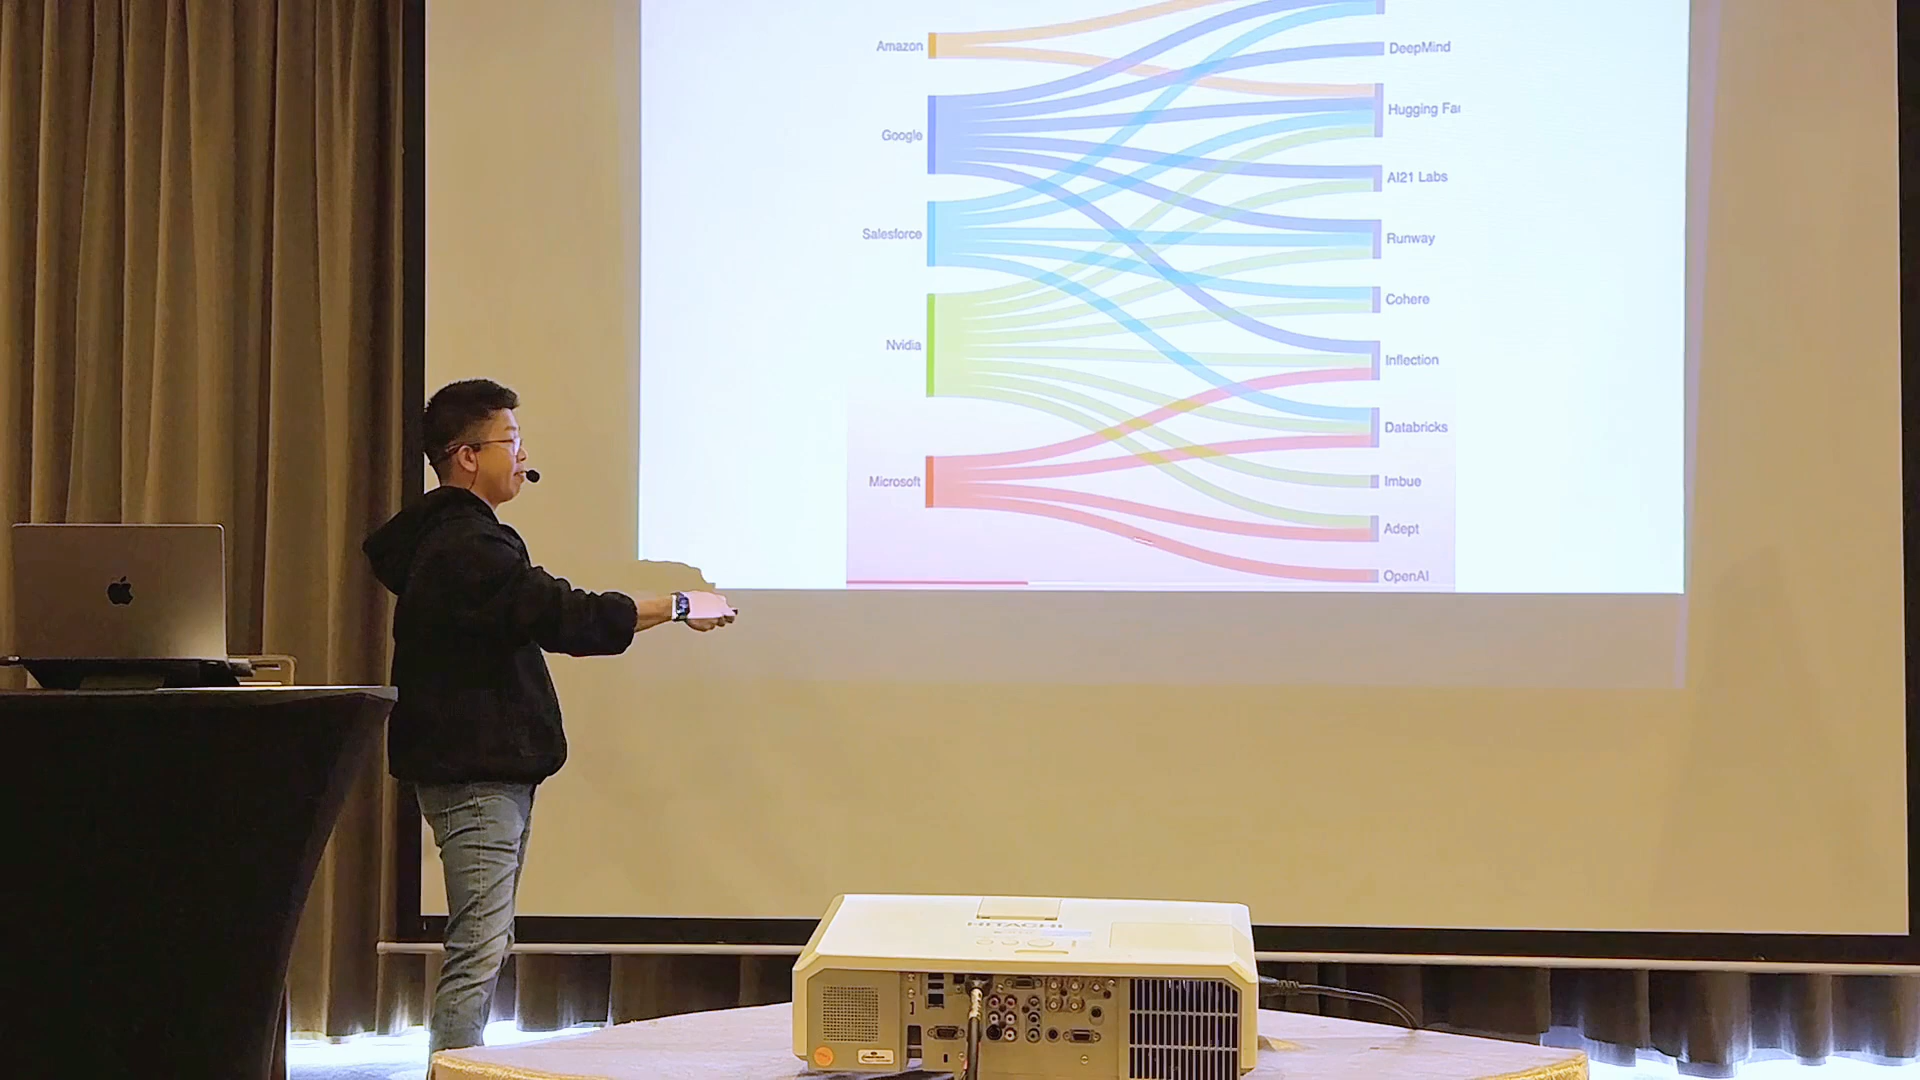 Amazon
Google
Salesforce
Nvidia
Microsoft
DeepMind
Hugging Fa
AI21 Labs
Runway
Cohere
Inflection
Databricks
Imbue
Adept
OpenAI
HITACHI